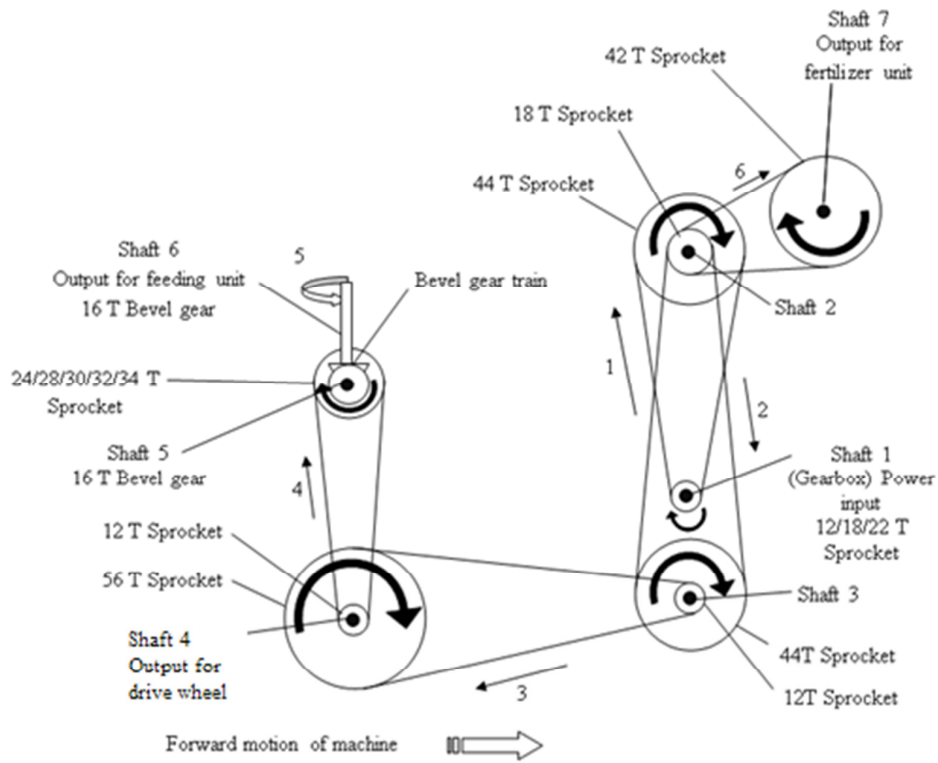 Shaft 7
Output for
fertilizer unit
42 T Sprocket
18 T Sprocket
44 T Sprocket
6
Shaft 6
Output for feeding unit
16 T Bevel gear
5
Bevel gear train
Shaft 2
1
2
24/28/30/32/34 T
Sprocket
Shaft 5
16 T Bevel gear
4
Shaft 1
(Gearbox) Power
input
12/18/22 T
Sprocket
12 T Sprocket
56 T Sprocket
Shaft 3
Shaft 4
Output for
drive wheel
44T Sprocket
12T Sprocket
3
Forward motion of machine